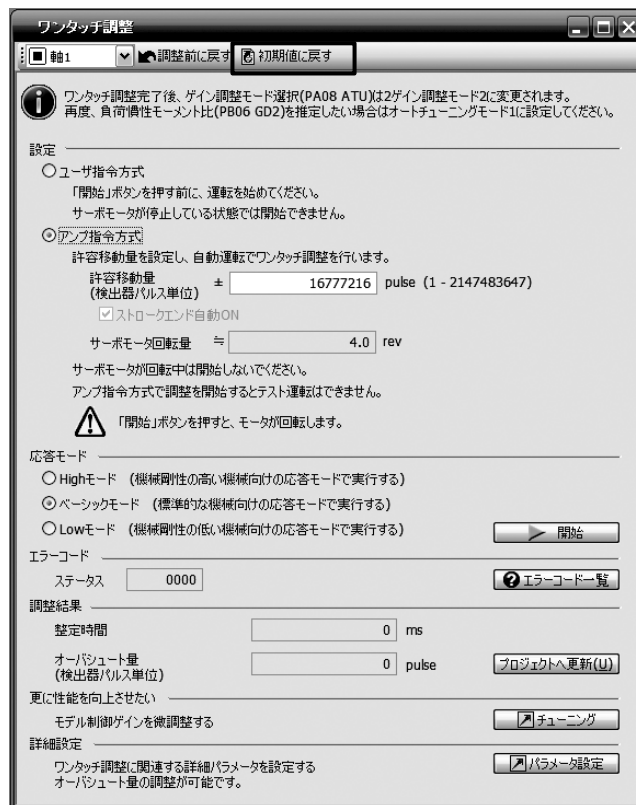 ワンタッチ調整
軸1 調整前に戻す 初期値に戻す
ワンタッチ調整完了後、ゲイン調整モード選択(PA08 ATU)は2ゲイン調整モード2に変更されます。
再度、負荷慣性モーメント比(PB06 GD2)を推定したい場合はオートチューニングモード1に設定してください。
設定
ユーザ指令方式
「開始」ボタンを押す前に、運転を始めてください。
サーボモータが停止している状態では開始できません。
アンプ指令方式
許容移動量を設定し、自動運転でワンタッチ調整を行います。
許容移動量 ± 16777216 pulse (1 - 2147483647)
(検出器パルス単位)
ストロークエンド自動ON
サーボモータ回転量 ≒ 4.0 rev
サーボモータが回転中は開始しないでください。
アンプ指令方式で調整を開始するとテスト運転はできません。
「開始」ボタンを押すと、モータが回転します。
応答モード
Highモード (機械剛性の高い機械向けの応答モードで実行する)
ベーシックモード (標準的な機械向けの応答モードで実行する)
Lowモード (機械剛性の低い機械向けの応答モードで実行する)
開始
エラーコード
ステータス 0000
エラーコード一覧
調整結果
整定時間 0 ms
オーバシュート量 0 pulse
(検出器パルス単位)
プロジェクトへ更新(U)
更に性能を向上させたい
モデル制御ゲインを微調整する
チューニング
詳細設定
ワンタッチ調整に関連する詳細パラメータを設定する
オーバシュート量の調整が可能です。
パラメータ設定